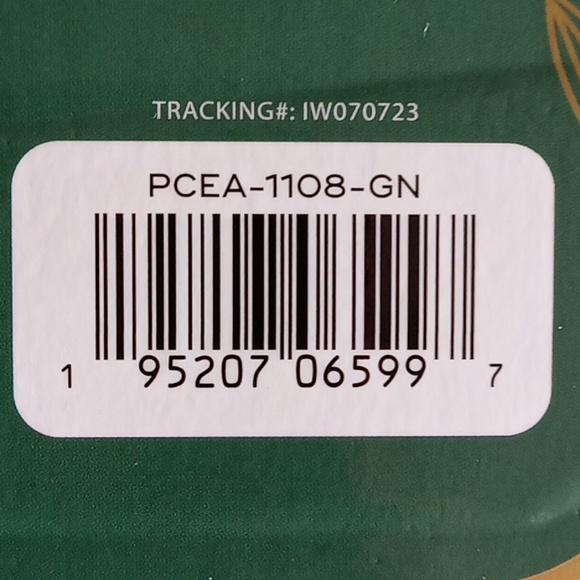 TRACKING#: IW070723
PCEA-1108-GN
1 95207 06599 7